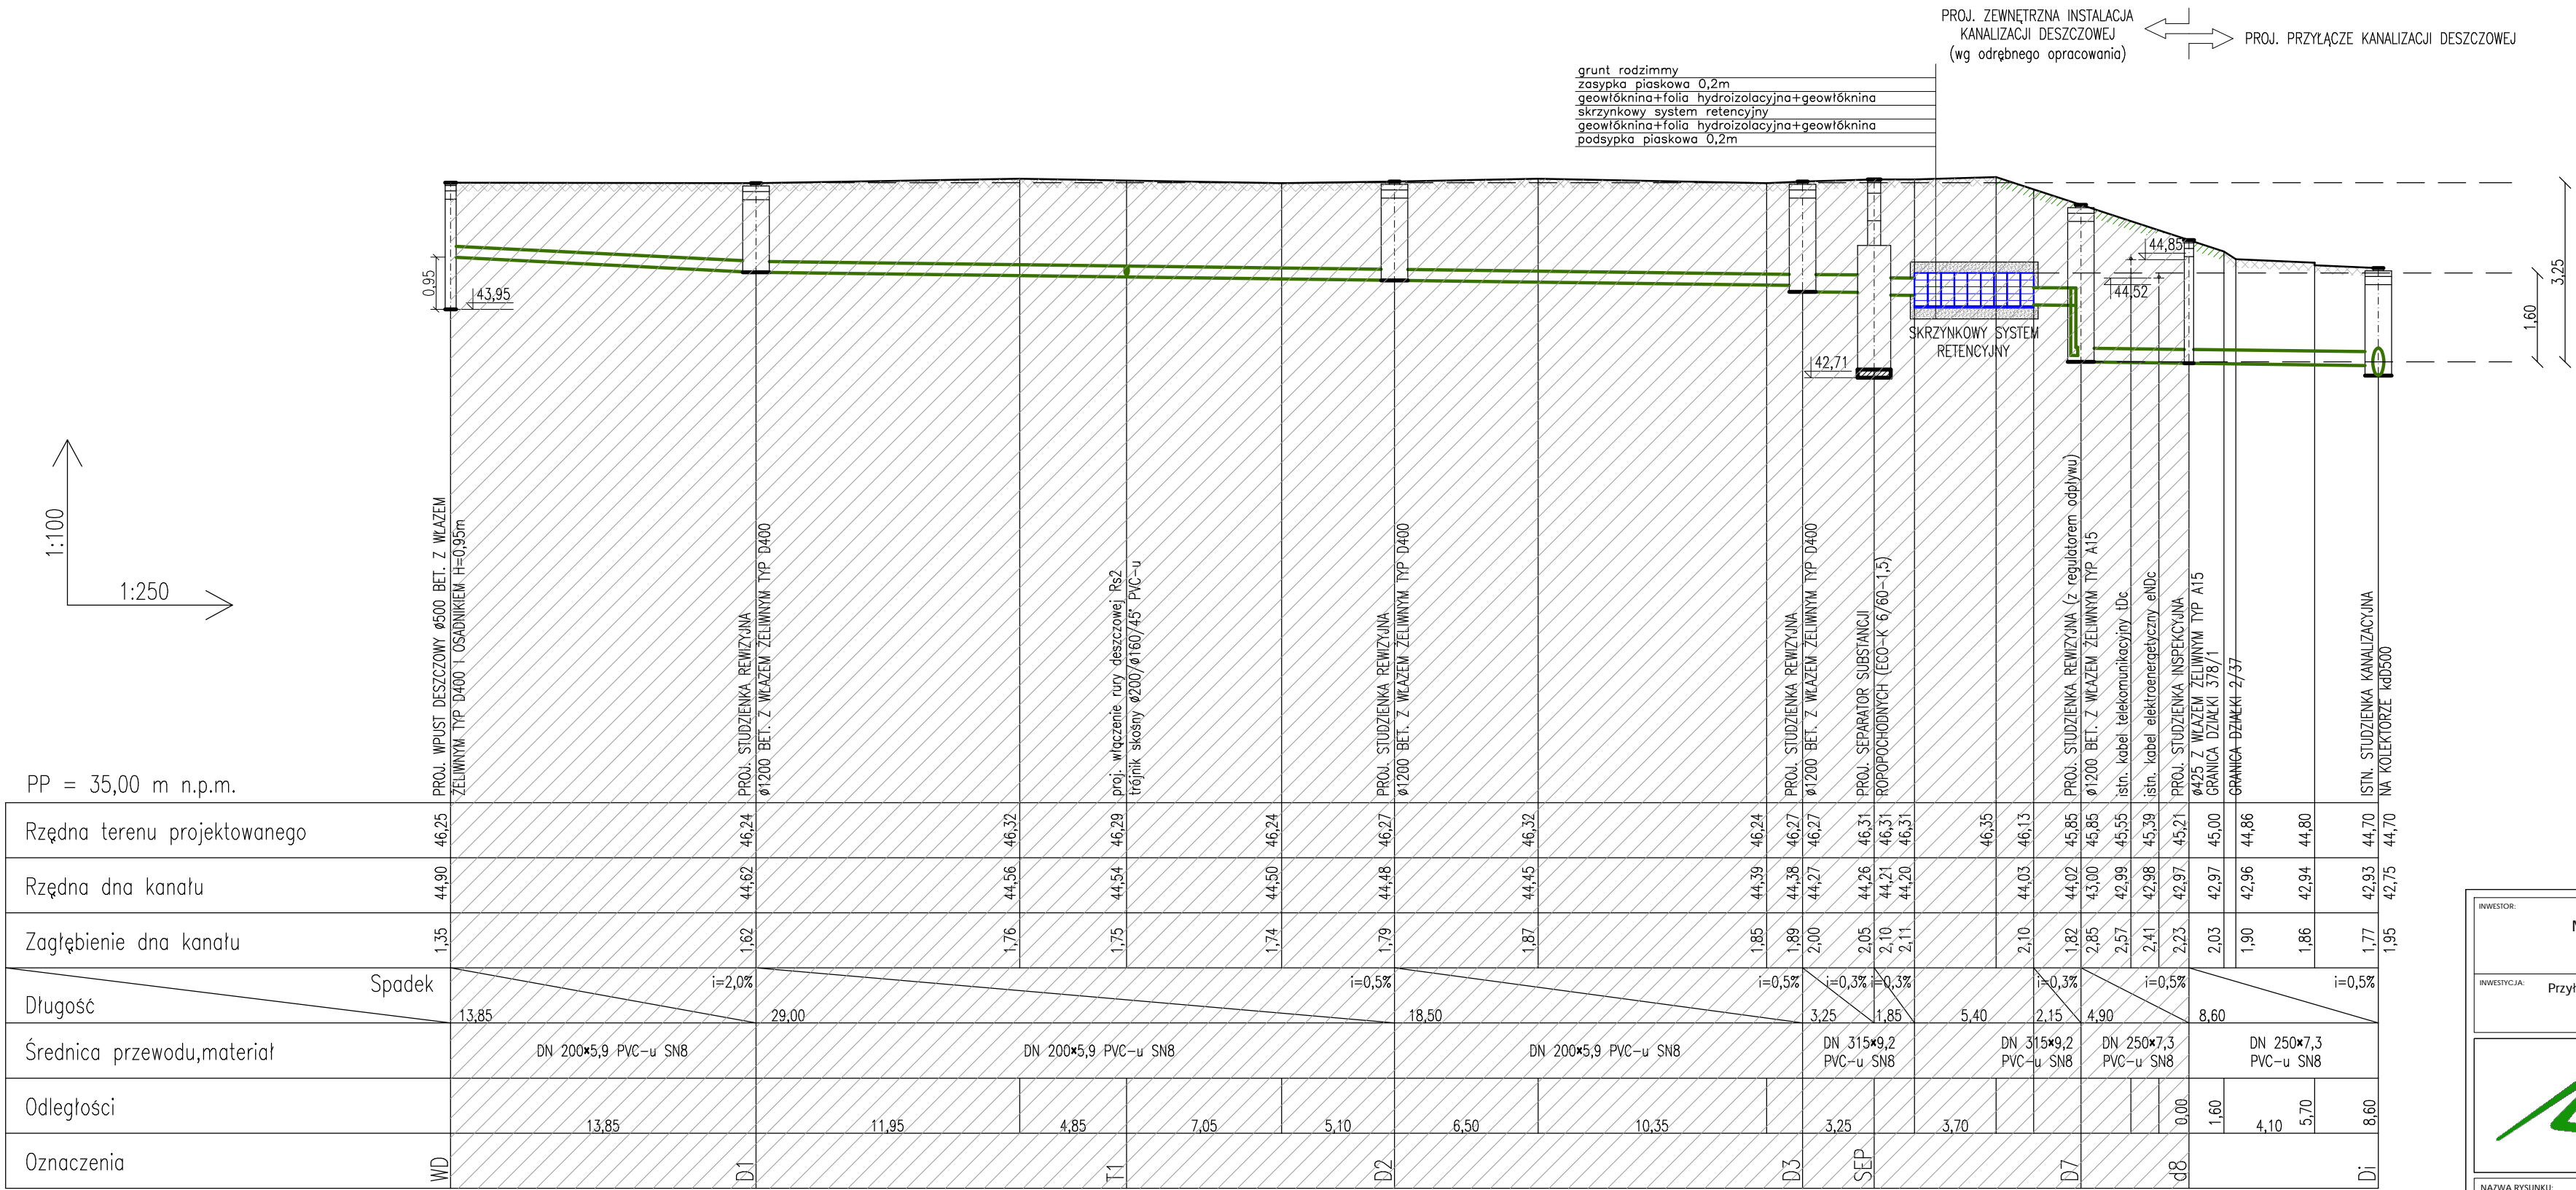 PROJ. ZEWNĘTRZNA INSTALACJA
KANALIZACJI DESZCZOWEJ
(wg odrębnego opracowania)
PROJ. PRZYŁĄCZE KANALIZACJI DESZCZOWEJ
grunt rodzimmy
zasypka piaskowa 0,2m
geowłóknina+folia hydroizolacyjna+geowłóknina
skrzynkowy system retencyjny
geowłóknina+folia hydroizolacyjna+geowłóknina
podsypka piaskowa 0,2m
0,95
43,95
42,71
SKRZYNKOWY SYSTEM
RETENCYJNY
44,85
44,52
1,60
3,25
1:100
1:250
PROJ. WPUST DESZCZOWY ø500 BET. Z WŁAZEM
ŻELIWNYM TYP D400 I OSADNIKIEM H=0,95m
PROJ. STUDZIENKA REWIZYJNA
ø1200 BET. Z WŁAZEM ŻELIWNYM TYP D400
proj. włączenie rury deszczowej Rs2
trójnik skośny ø200/ø160/45° PVC-u
PROJ. STUDZIENKA REWIZYJNA
ø1200 BET. Z WŁAZEM ŻELIWNYM TYP D400
PROJ. STUDZIENKA REWIZYJNA
ø1200 BET. Z WŁAZEM ŻELIWNYM TYP D400
PROJ. SEPARATOR SUBSTANCJI
ROPOPOCHODNYCH (ECO-K 6/60-1,5)
PROJ. STUDZIENKA REWIZYJNA (z regulatorem odpływu)
ø1200 BET. Z WŁAZEM ŻELIWNYM TYP A15
istn. kabel telekomunikacyjny tDc
istn. kabel elektroenergetyczny eNDc
PROJ. STUDZIENKA INSPEKCYJNA
ø425 Z WŁAZEM ŻELIWNYM TYP A15
GRANICA DZIAŁKI 378/1
GRANICA DZIAŁKI 2/37
ISTN. STUDZIENKA KANALIZACYJNA
NA KOLEKTORZE kdD500
PP = 35,00 m n.p.m.
Rzędna terenu projektowanego
46,25 46,24 46,32 46,29 46,24 46,27 46,32 46,24 46,27 46,27 46,31 46,31 46,31 46,35 46,13 45,85 45,85 45,55 45,39 45,21 45,00 44,86 44,80 44,70 44,70
Rzędna dna kanału
44,90 44,62 44,56 44,54 44,50 44,48 44,45 44,39 44,38 44,27 44,26 44,21 44,20 44,03 44,02 43,00 42,99 42,98 42,97 42,97 42,96 42,94 42,93 42,75
Zagłębienie dna kanału
1,35 1,62 1,76 1,75 1,74 1,79 1,87 1,85 1,89 2,00 2,05 2,10 2,11 2,10 1,82 2,85 2,57 2,41 2,23 2,03 1,90 1,86 1,77 1,95
Spadek
i=2,0% i=0,5% i=0,5% i=0,3% i=0,3% i=0,3% i=0,5% i=0,5%
Długość
13,85 29,00 18,50 3,25 1,85 5,40 2,15 4,90 8,60
Średnica przewodu,materiał
DN 200×5,9 PVC-u SN8
DN 200×5,9 PVC-u SN8
DN 200×5,9 PVC-u SN8
DN 315×9,2
PVC-u SN8
DN 315×9,2
PVC-u SN8
DN 250×7,3
PVC-u SN8
DN 250×7,3
PVC-u SN8
Odległości
13,85 11,95 4,85 7,05 5,10 6,50 10,35 3,25 3,70 0,00 1,60 4,10 5,70 8,60
Oznaczenia
WD D1 T1 D2 D3 SEP D7 d8 Di
INWESTOR:
INWESTYCJA:
NAZWA RYSUNKU: